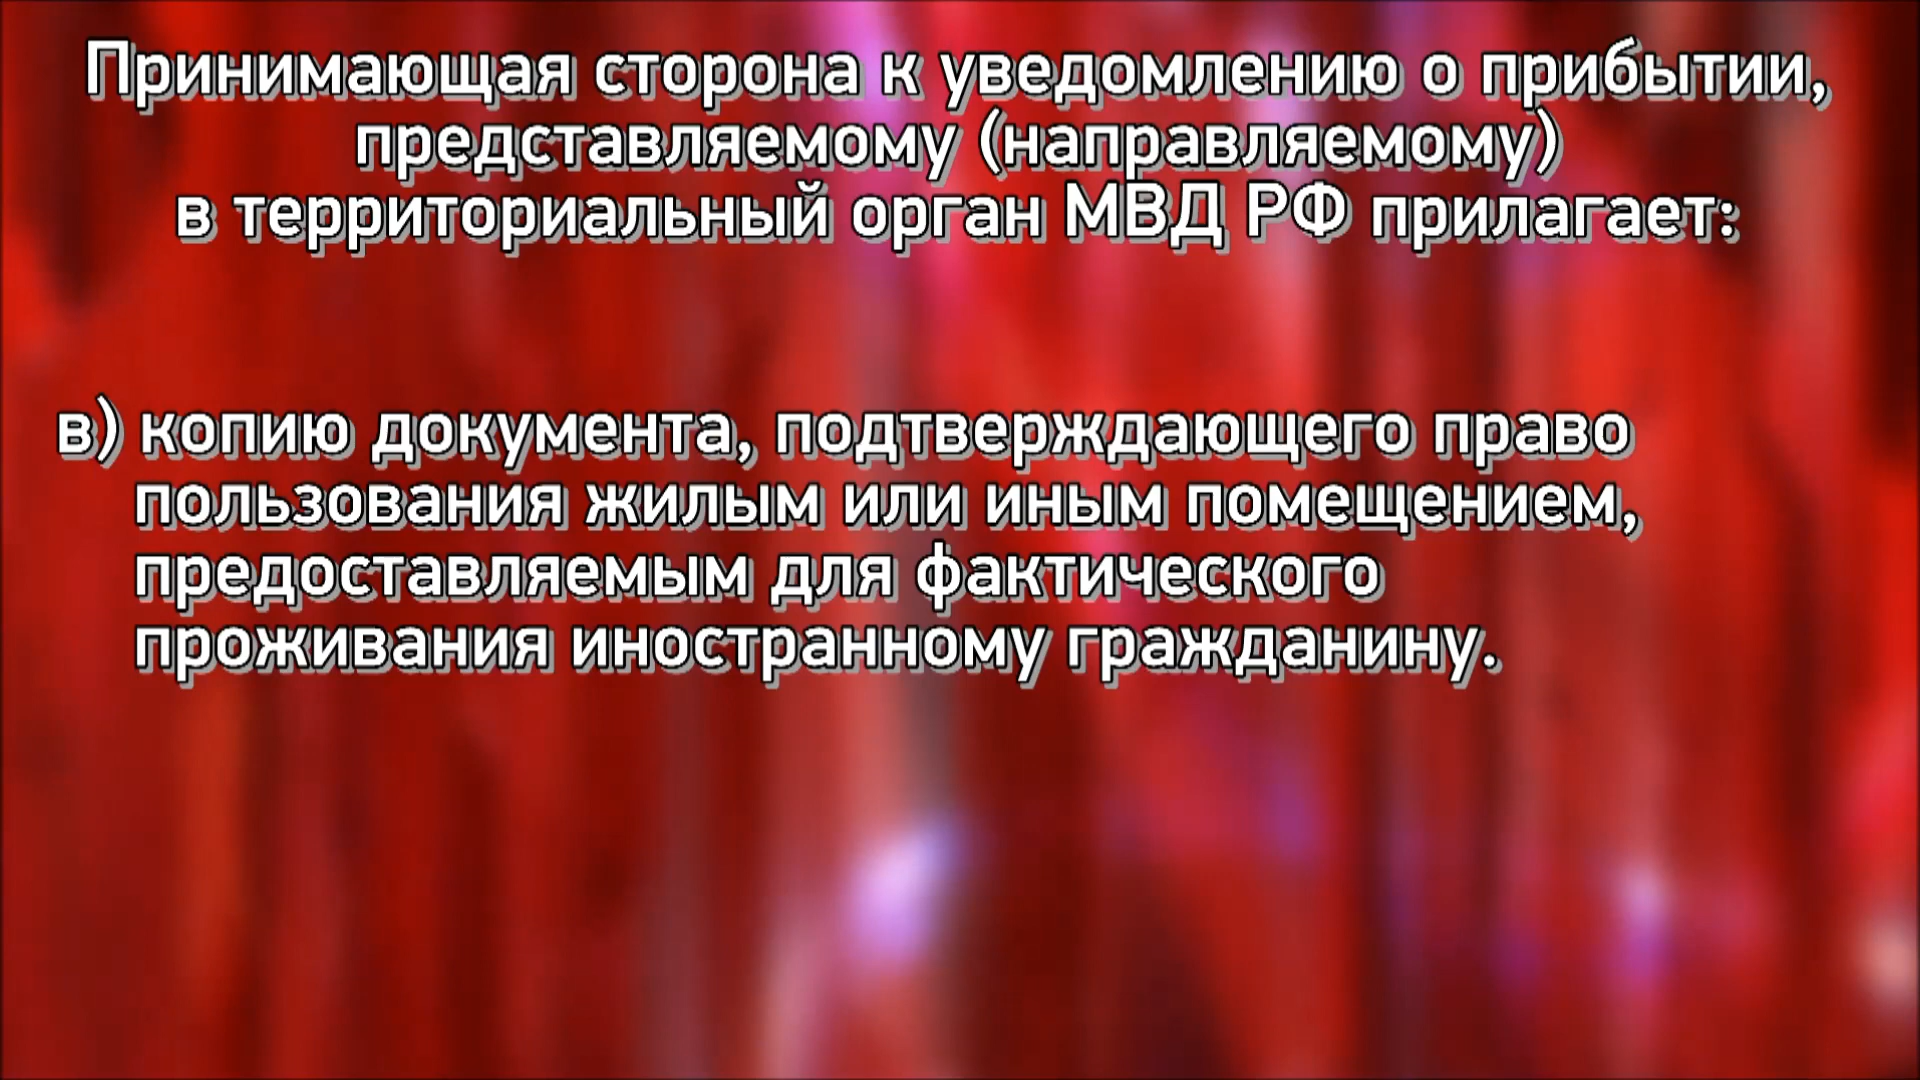 Принимающая сторона к уведомлению о прибытии,
представляемому (направляемому)
в территориальный орган МВД РФ прилагает:
в) копию документа, подтверждающего право
пользования жилым или иным помещением,
предоставляемым для фактического
проживания иностранному гражданину.